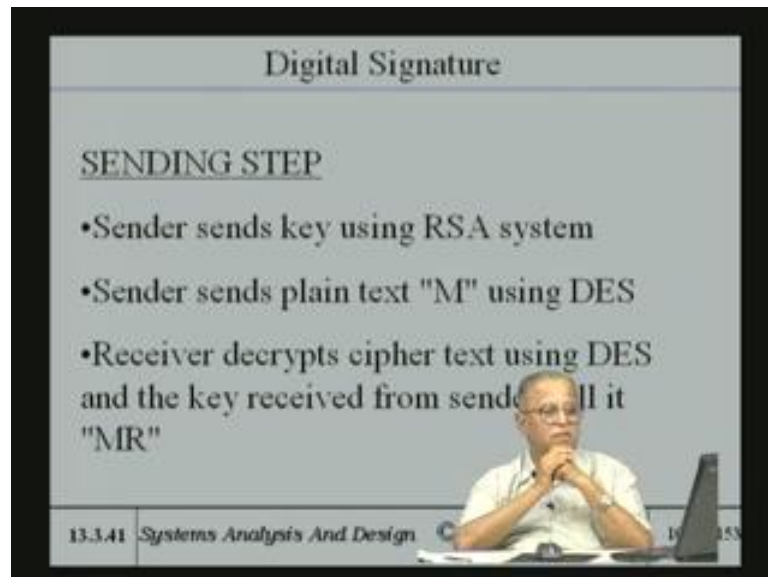 Digital Signature
SENDING STEP
•Sender sends key using RSA system
•Sender sends plain text "M" using DES
•Receiver decrypts cipher text using DES
and the key received from it
"MR"
13.3.41 Systems Analysis And Design ©